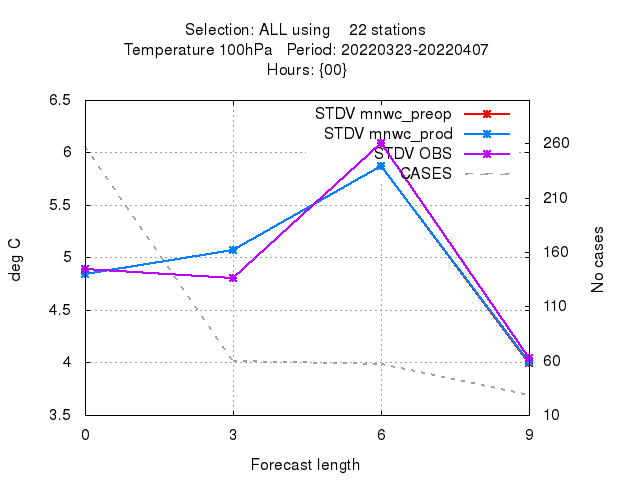 Selection: ALL using    22 stations
Temperature 100hPa   Period: 20220323-20220407
Hours: {00}
STDV mnwc_preop
STDV mnwc_prod
STDV OBS
CASES
6.5
6
5.5
5
4.5
4
3.5
260
210
160
110
60
10
deg C
No cases
0 3 6 9
Forecast length